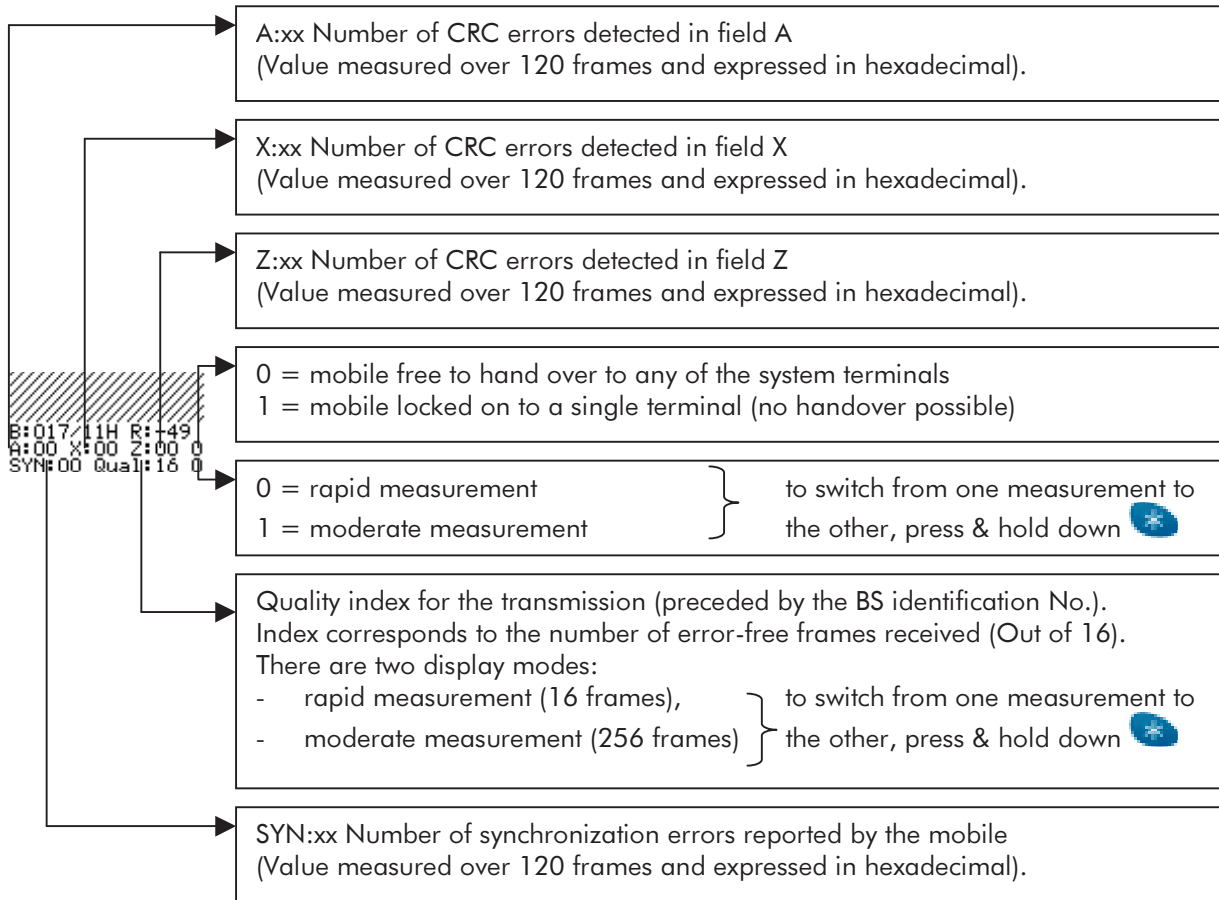 A:xx Number of CRC errors detected in field A
(Value measured over 120 frames and expressed in hexadecimal).
X:xx Number of CRC errors detected in field X
(Value measured over 120 frames and expressed in hexadecimal).
Z:xx Number of CRC errors detected in field Z
(Value measured over 120 frames and expressed in hexadecimal).
0 = mobile free to hand over to any of the system terminals
1 = mobile locked on to a single terminal (no handover possible)
B:017/11H R:-49
A:00 X:00 Z:00 0
SYN:00 Qual:16 0
0 = rapid measurement to switch from one measurement to
1 = moderate measurement the other, press & hold down *
Quality index for the transmission (preceded by the BS identification No.).
Index corresponds to the number of error-free frames received (Out of 16).
There are two display modes:
- rapid measurement (16 frames), to switch from one measurement to
- moderate measurement (256 frames) the other, press & hold down *
SYN:xx Number of synchronization errors reported by the mobile
(Value measured over 120 frames and expressed in hexadecimal).